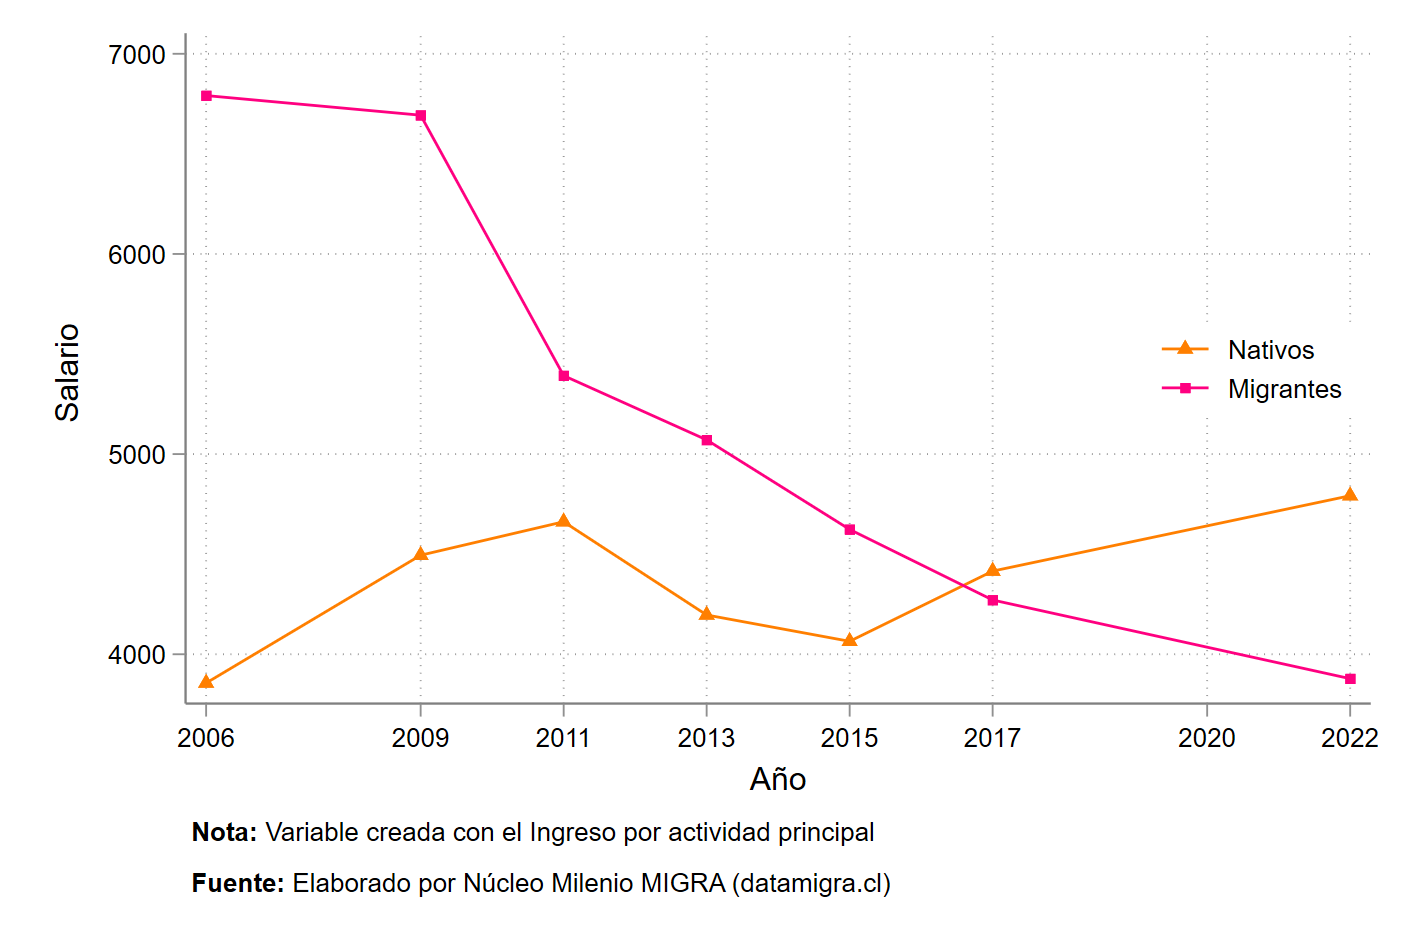 7000
6000
5000
4000
Salario
Nativos
Migrantes
2006 2009 2011 2013 2015 2017 2020 2022
Año
Nota: Variable creada con el Ingreso por actividad principal
Fuente: Elaborado por Núcleo Milenio MIGRA (datamigra.cl)